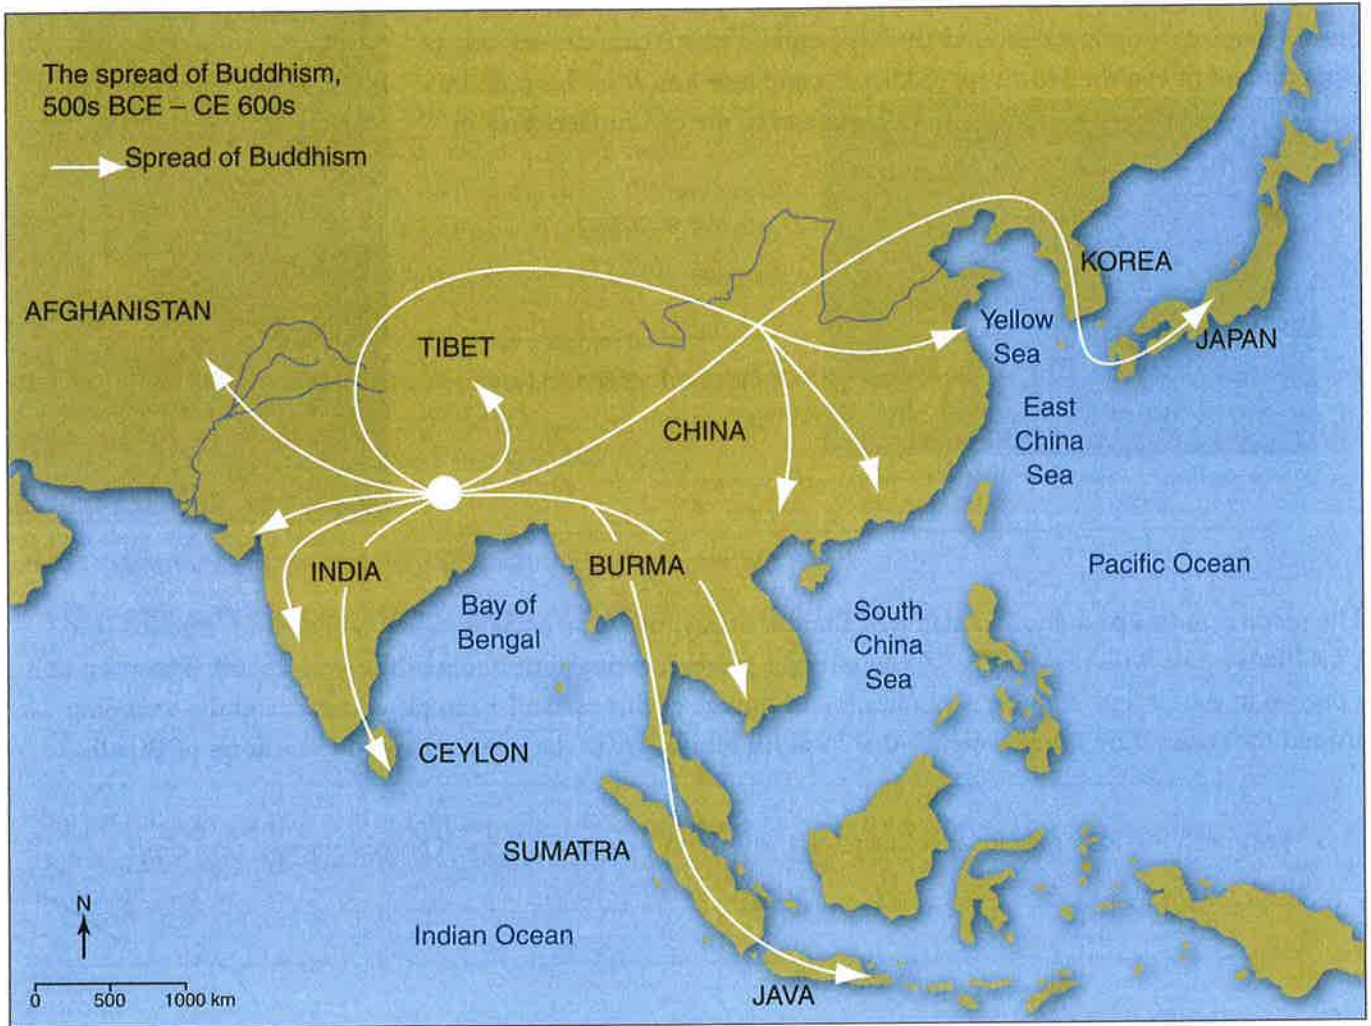 The spread of Buddhism,
500s BCE – CE 600s
Spread of Buddhism
AFGHANISTAN
TIBET
CHINA
KOREA
JAPAN
Yellow
Sea
East
China
Sea
INDIA
BURMA
Bay of
Bengal
South
China
Sea
Pacific Ocean
CEYLON
SUMATRA
Indian Ocean
JAVA
N
0 500 1000 km